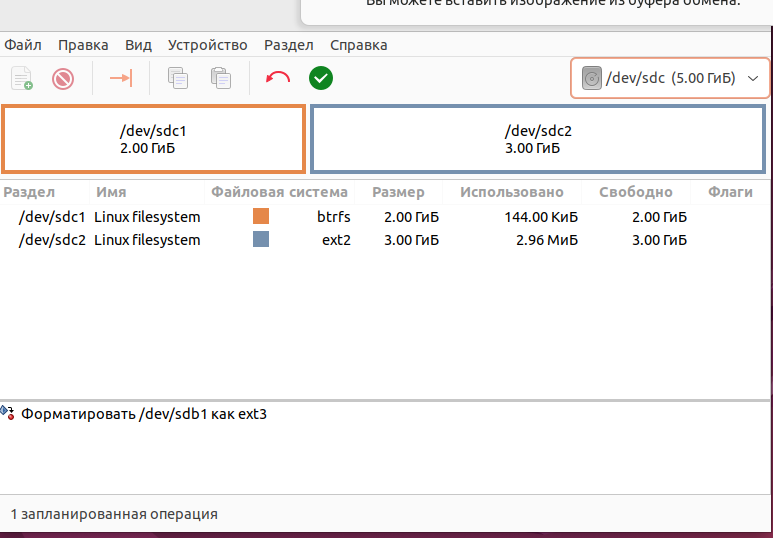 Вы можете вставить изображение из буфера обмена.
Файл Правка Вид Устройство Раздел Справка
/dev/sdc (5.00 ГиБ)
/dev/sdc1
2.00 ГиБ
/dev/sdc2
3.00 ГиБ
Раздел Имя Файловая система Размер Использовано Свободно Флаги
/dev/sdc1 Linux filesystem btrfs 2.00 ГиБ 144.00 КиБ 2.00 ГиБ
/dev/sdc2 Linux filesystem ext2 3.00 ГиБ 2.96 МиБ 3.00 ГиБ
Форматировать /dev/sdb1 как ext3
1 запланированная операция